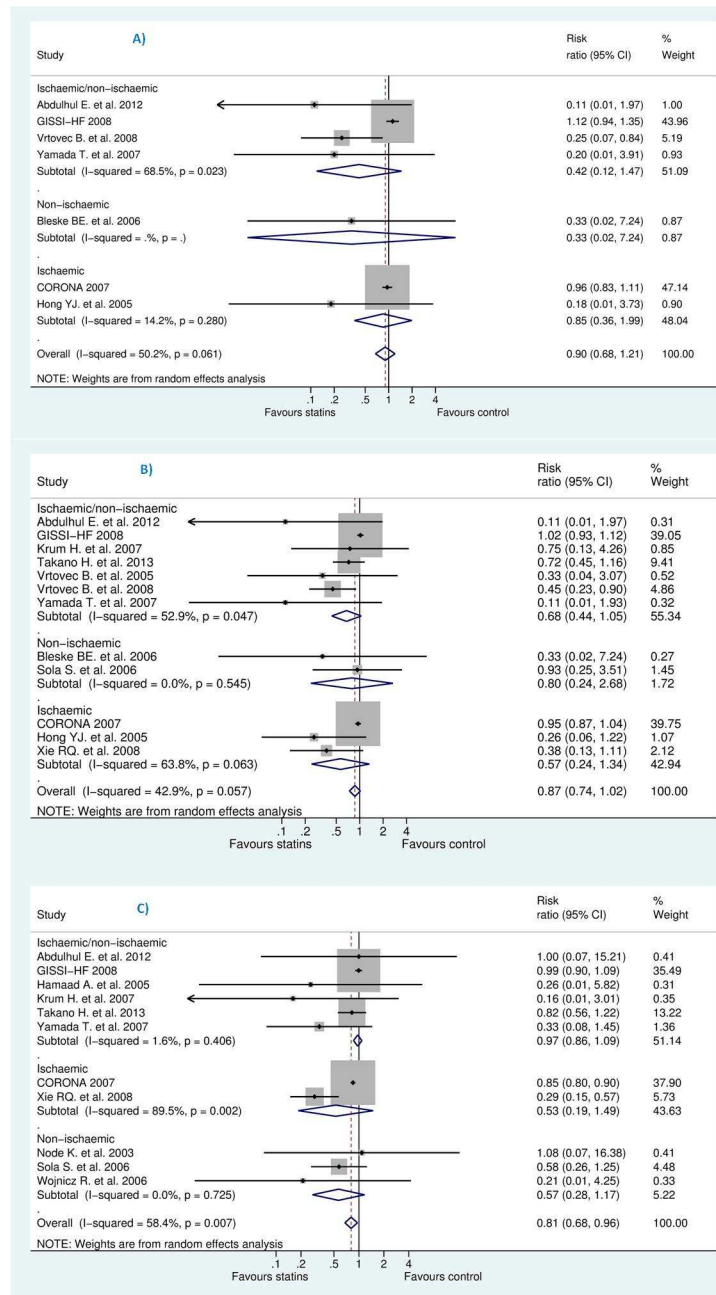 A)
Risk %
Study ratio (95% CI) Weight
Ischaemic/non-ischaemic
Abdulhul E. et al. 2012 0.11 (0.01, 1.97) 1.00
GISSI-HF 2008 1.12 (0.94, 1.35) 43.96
Vrtovec B. et al. 2008 0.25 (0.07, 0.84) 5.19
Yamada T. et al. 2007 0.20 (0.01, 3.91) 0.93
Subtotal (I-squared = 68.5%, p = 0.023) 0.42 (0.12, 1.47) 51.09
.
Non-ischaemic
Bleske BE. et al. 2006 0.33 (0.02, 7.24) 0.87
Subtotal (I-squared = .%, p = .) 0.33 (0.02, 7.24) 0.87
.
Ischaemic
CORONA 2007 0.96 (0.83, 1.11) 47.14
Hong YJ. et al. 2005 0.18 (0.01, 3.73) 0.90
Subtotal (I-squared = 14.2%, p = 0.280) 0.85 (0.36, 1.99) 48.04
.
Overall (I-squared = 50.2%, p = 0.061) 0.90 (0.68, 1.21) 100.00
NOTE: Weights are from random effects analysis
.1 .2 .5 1 2 4
Favours statins Favours control
B)
Risk %
Study ratio (95% CI) Weight
Ischaemic/non-ischaemic
Abdulhul E. et al. 2012 0.11 (0.01, 1.97) 0.31
GISSI-HF 2008 1.02 (0.93, 1.12) 39.05
Krum H. et al. 2007 0.75 (0.13, 4.26) 0.85
Takano H. et al. 2013 0.72 (0.45, 1.16) 9.41
Vrtovec B. et al. 2005 0.33 (0.04, 3.07) 0.52
Vrtovec B. et al. 2008 0.45 (0.23, 0.90) 4.86
Yamada T. et al. 2007 0.11 (0.01, 1.93) 0.32
Subtotal (I-squared = 52.9%, p = 0.047) 0.68 (0.44, 1.05) 55.34
.
Non-ischaemic
Bleske BE. et al. 2006 0.33 (0.02, 7.24) 0.27
Sola S. et al. 2006 0.93 (0.25, 3.51) 1.45
Subtotal (I-squared = 0.0%, p = 0.545) 0.80 (0.24, 2.68) 1.72
.
Ischaemic
CORONA 2007 0.95 (0.87, 1.04) 39.75
Hong YJ. et al. 2005 0.26 (0.06, 1.22) 1.07
Xie RQ. et al. 2008 0.38 (0.13, 1.11) 2.12
Subtotal (I-squared = 63.8%, p = 0.063) 0.57 (0.24, 1.34) 42.94
.
Overall (I-squared = 42.9%, p = 0.057) 0.87 (0.74, 1.02) 100.00
NOTE: Weights are from random effects analysis
.1 .2 .5 1 2 4
Favours statins Favours control
C)
Risk %
Study ratio (95% CI) Weight
Ischaemic/non-ischaemic
Abdulhul E. et al. 2012 1.00 (0.07, 15.21) 0.41
GISSI-HF 2008 0.99 (0.90, 1.09) 35.49
Hamaad A. et al. 2005 0.26 (0.01, 5.82) 0.31
Krum H. et al. 2007 0.16 (0.01, 3.01) 0.35
Takano H. et al. 2013 0.82 (0.56, 1.22) 13.22
Yamada T. et al. 2007 0.33 (0.08, 1.45) 1.36
Subtotal (I-squared = 1.6%, p = 0.406) 0.97 (0.86, 1.09) 51.14
.
Ischaemic
CORONA 2007 0.85 (0.80, 0.90) 37.90
Xie RQ. et al. 2008 0.29 (0.15, 0.57) 5.73
Subtotal (I-squared = 89.5%, p = 0.002) 0.53 (0.19, 1.49) 43.63
.
Non-ischaemic
Node K. et al. 2003 1.08 (0.07, 16.38) 0.41
Sola S. et al. 2006 0.58 (0.26, 1.25) 4.48
Wojnicz R. et al. 2006 0.21 (0.01, 4.25) 0.33
Subtotal (I-squared = 0.0%, p = 0.725) 0.57 (0.28, 1.17) 5.22
.
Overall (I-squared = 58.4%, p = 0.007) 0.81 (0.68, 0.96) 100.00
NOTE: Weights are from random effects analysis
.1 .2 .5 1 2 4
Favours statins Favours control